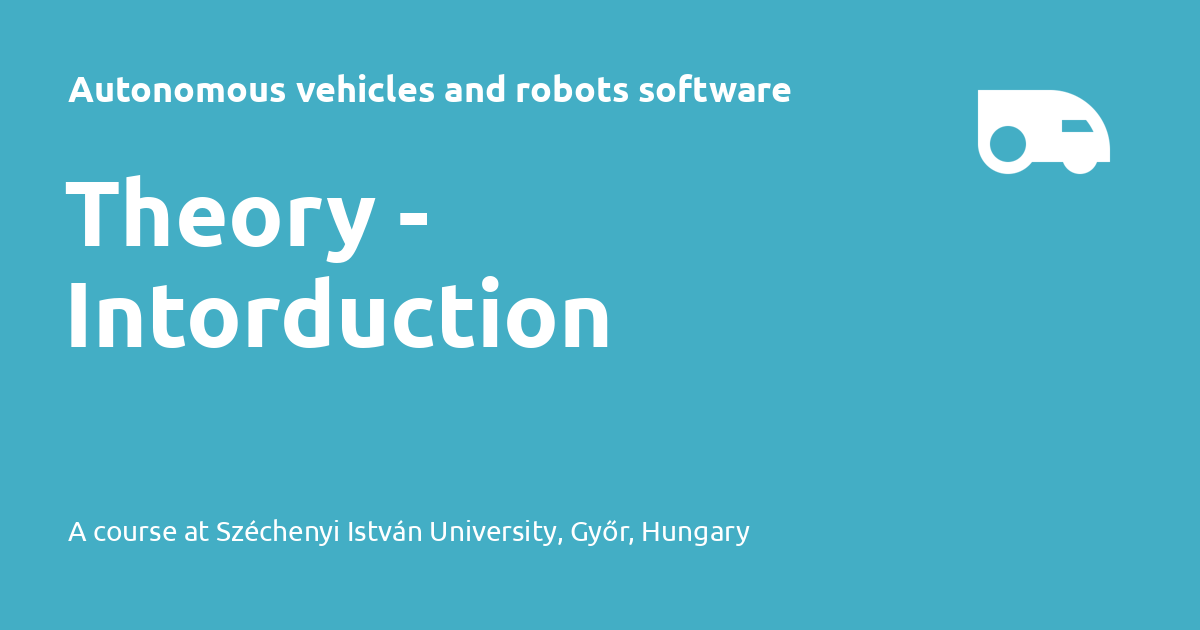 Autonomous vehicles and robots software
Theory -
Intorduction
A course at Széchenyi István University, Győr, Hungary